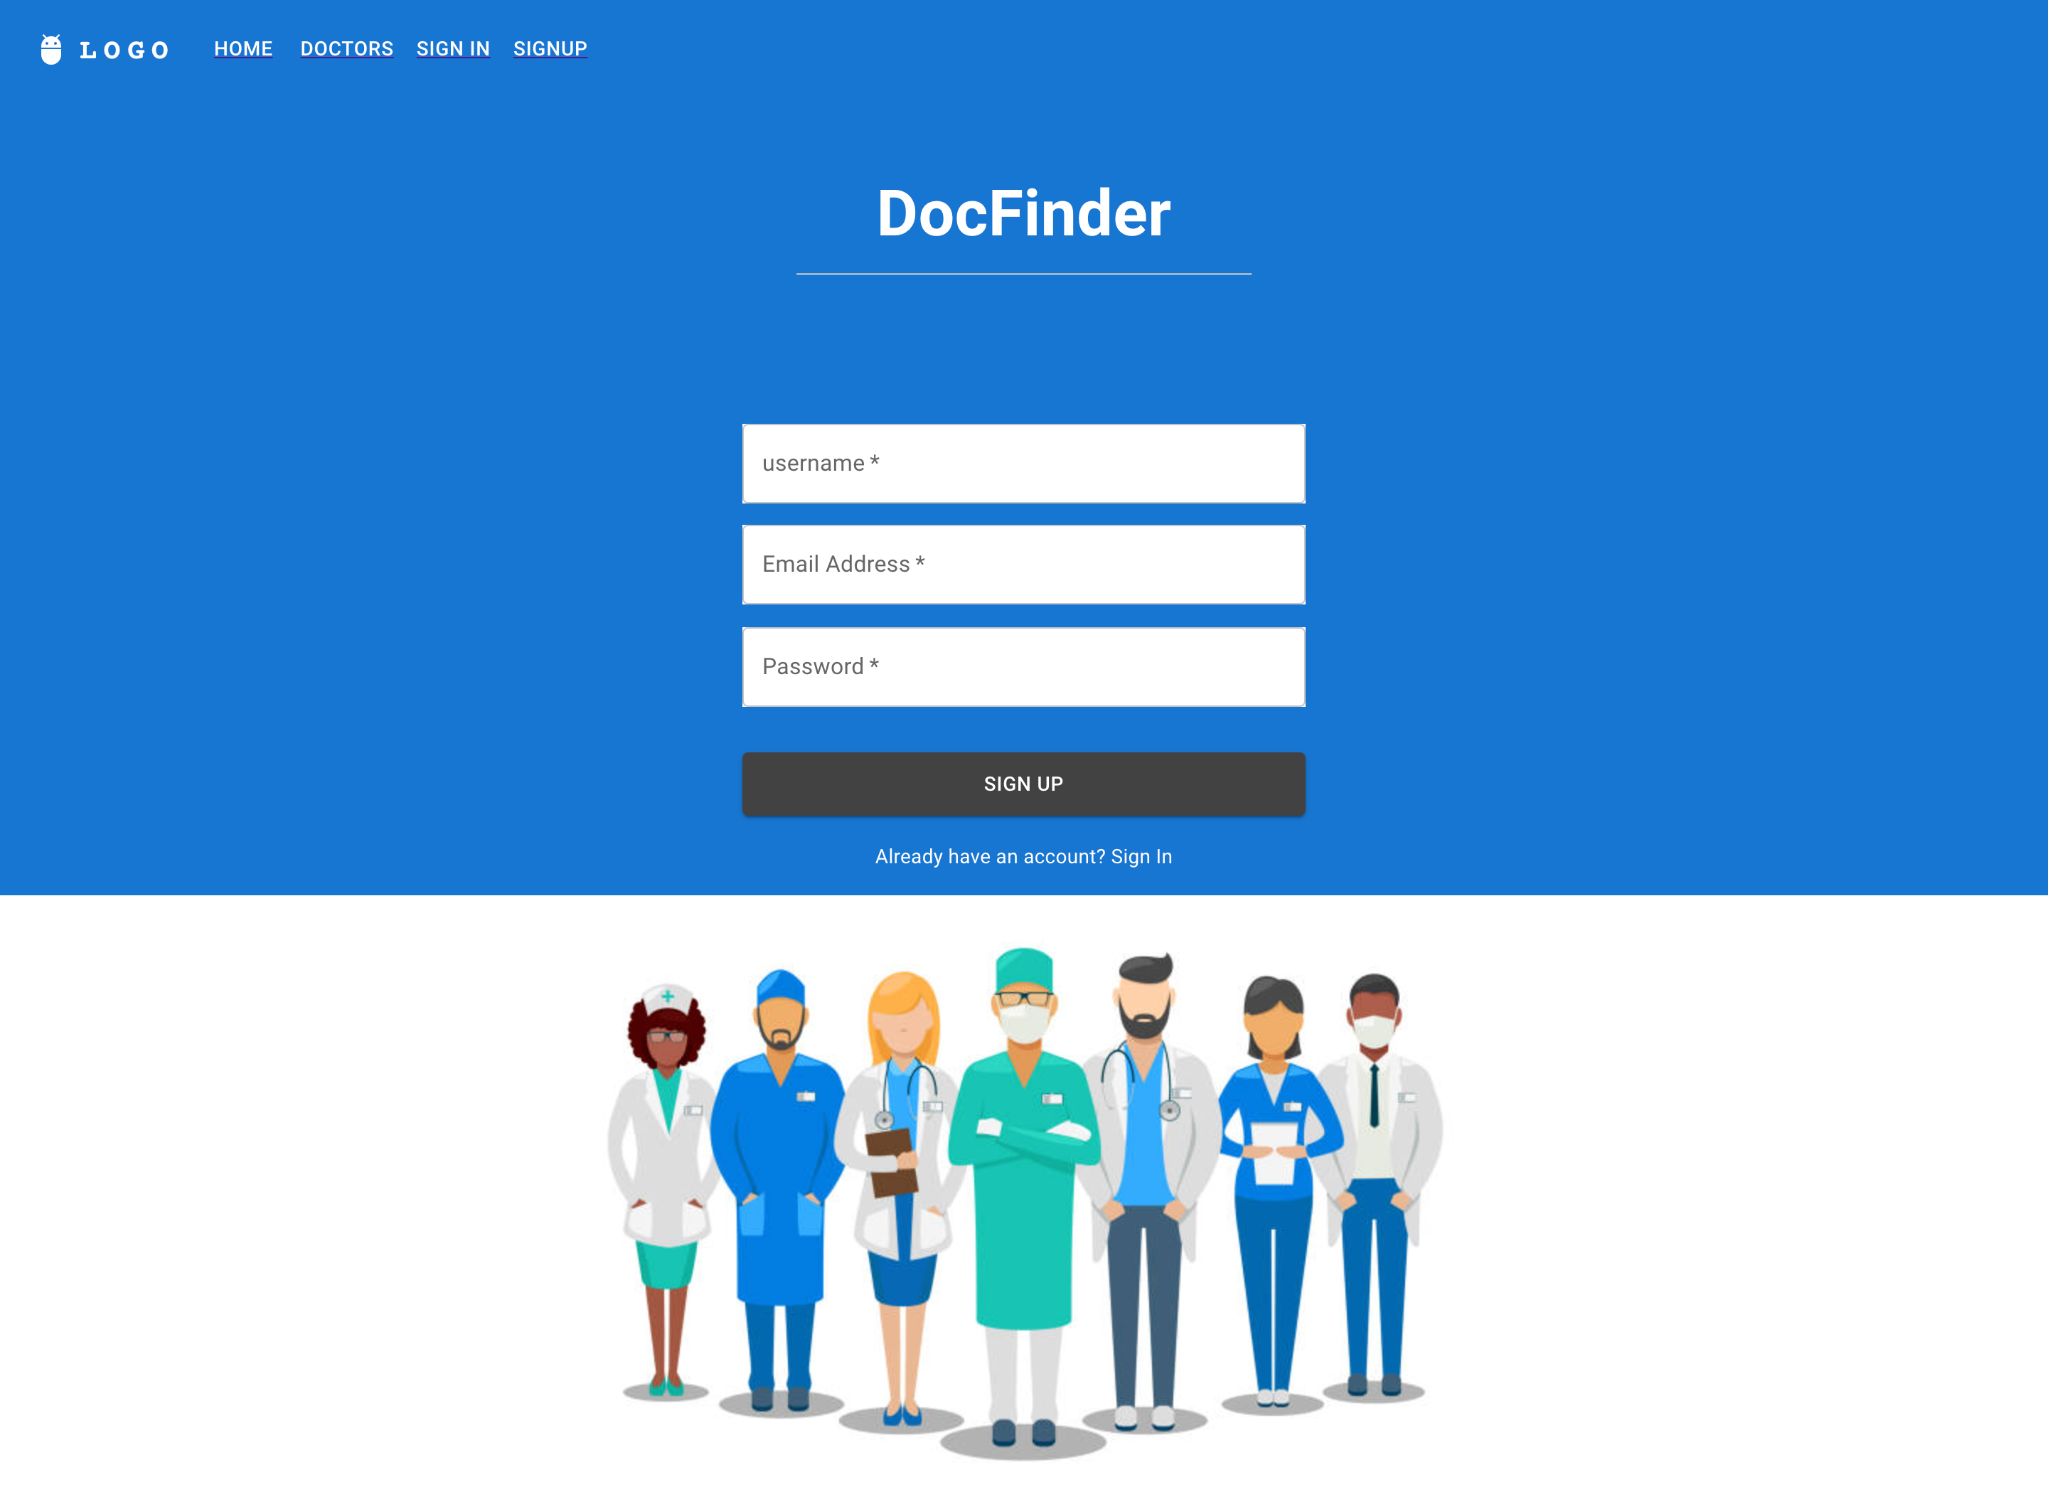 LOGO HOME DOCTORS SIGN IN SIGNUP
DocFinder
username *
Email Address *
Password *
SIGN UP
Already have an account? Sign In